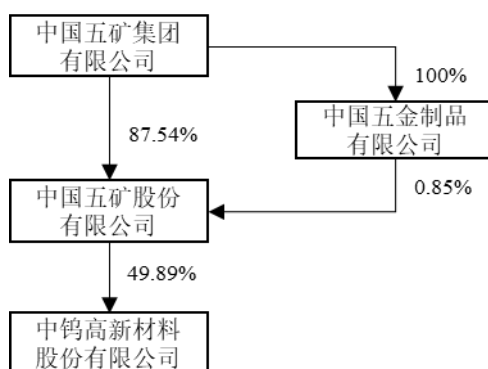 中国五矿集团
有限公司
100%
中国五金制品
有限公司
87.54%
0.85%
中国五矿股份
有限公司
49.89%
中钨高新材料
股份有限公司